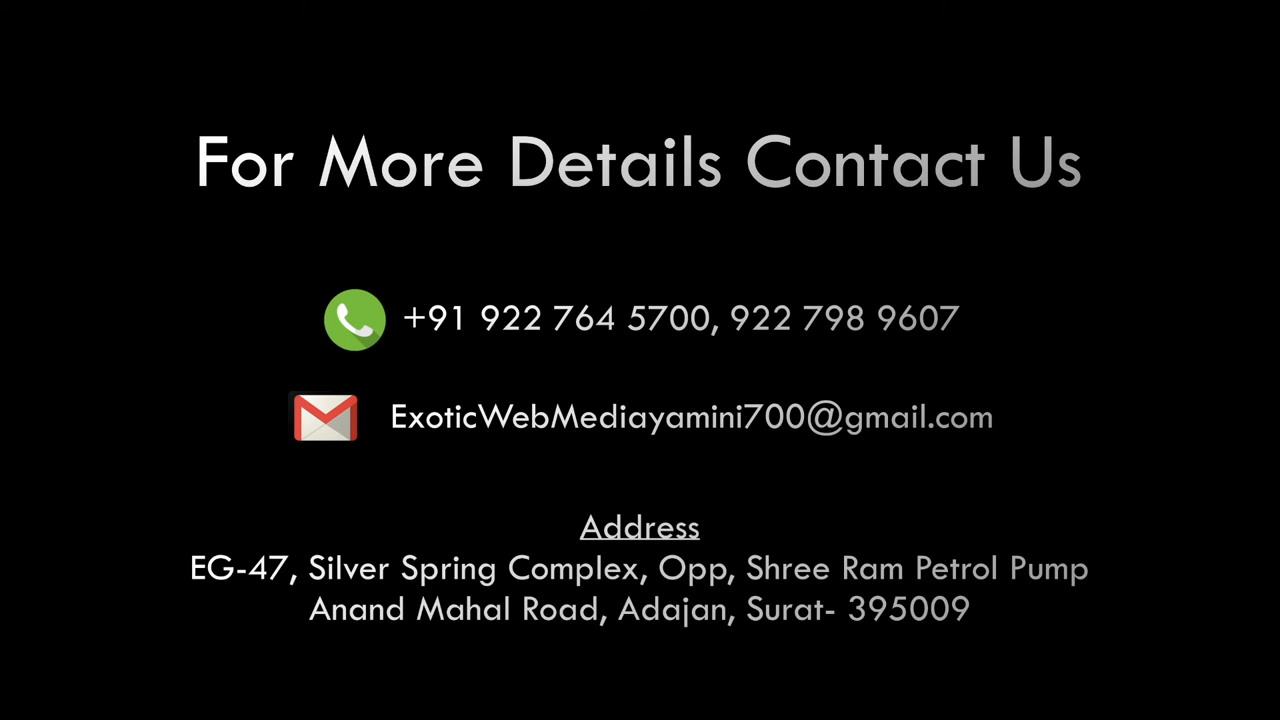 For More Details Contact Us
+91 922 764 5700, 922 798 9607
ExoticWebMediayamini700@gmail.com
Address
EG-47, Silver Spring Complex, Opp, Shree Ram Petrol Pump
Anand Mahal Road, Adajan, Surat- 395009